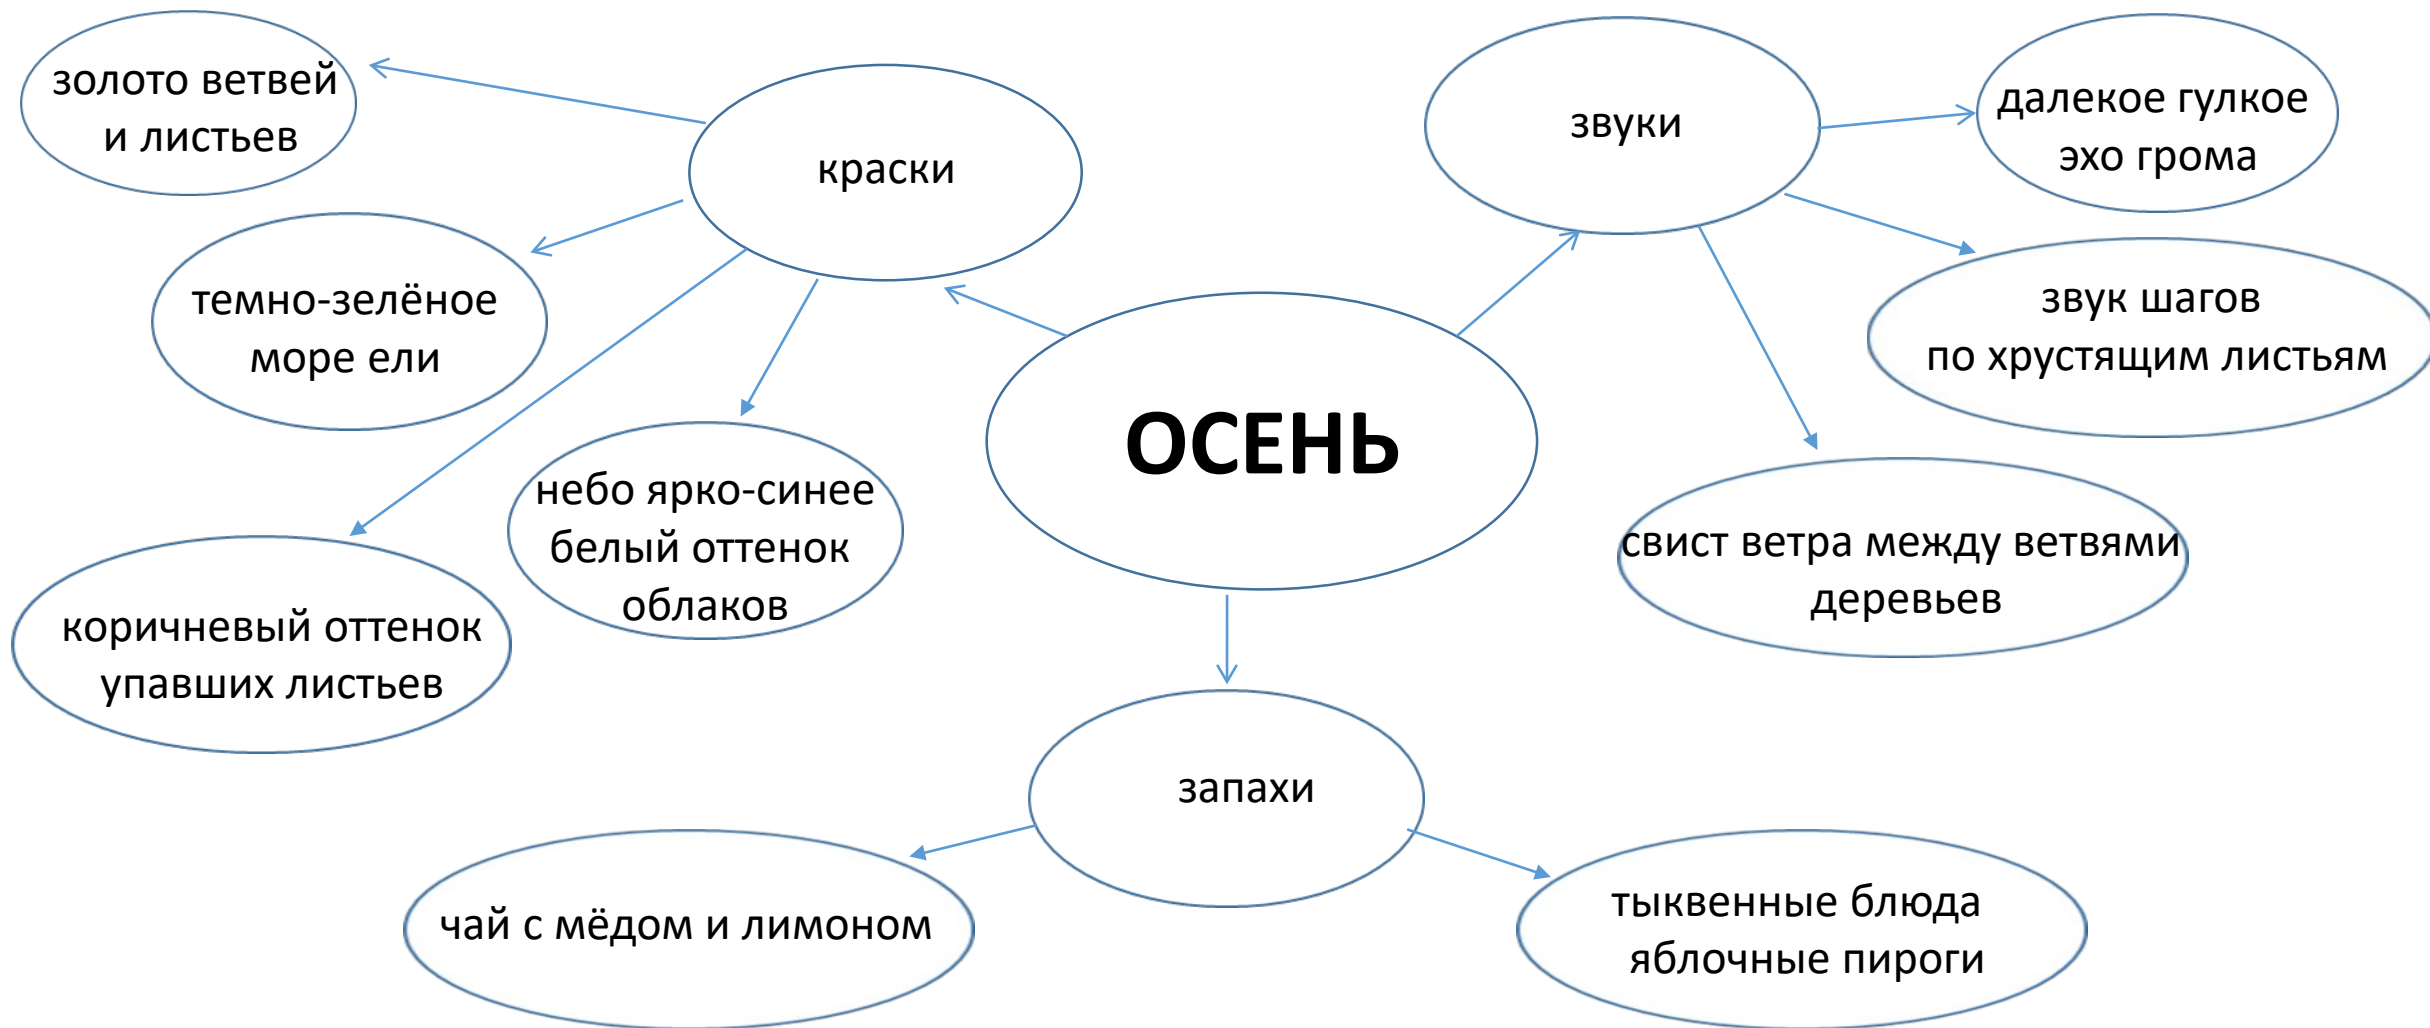 золото ветвей
и листьев
краски
звуки
далекое гулкое
эхо грома
темно-зелёное
море ели
звук шагов
по хрустящим листьям
ОСЕНЬ
небо ярко-синее
белый оттенок
облаков
свист ветра между ветвями
деревьев
коричневый оттенок
упавших листьев
запахи
чай с мёдом и лимоном
тыквенные блюда
яблочные пироги